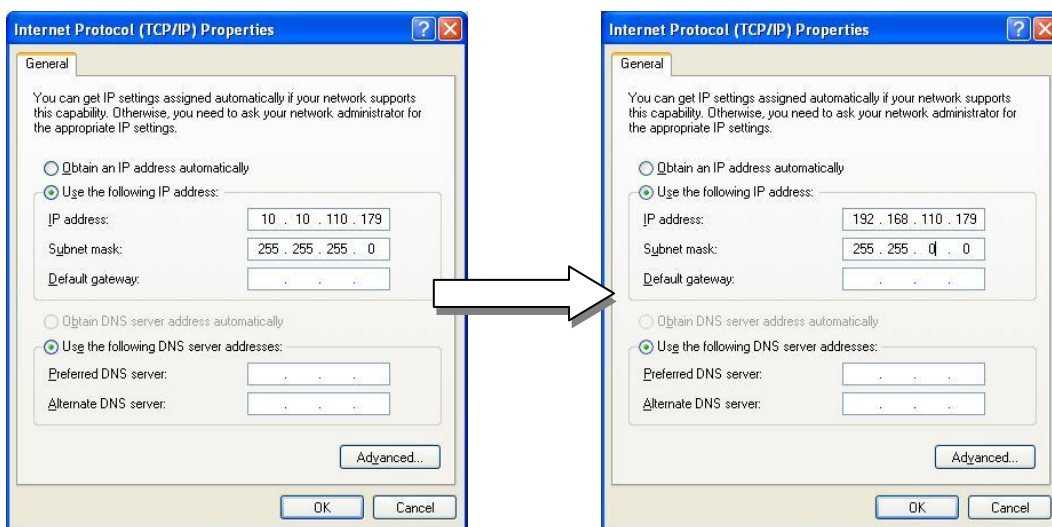 Internet Protocol (TCP/IP) Properties
General
You can get IP settings assigned automatically if your network supports
this capability. Otherwise, you need to ask your network administrator for
the appropriate IP settings.
Obtain an IP address automatically
Use the following IP address:
IP address: 10 . 10 . 110 . 179
Subnet mask: 255 . 255 . 255 . 0
Default gateway: . . .
Obtain DNS server address automatically
Use the following DNS server addresses:
Preferred DNS server: . . .
Alternate DNS server: . . .
Advanced...
OK Cancel
Internet Protocol (TCP/IP) Properties
General
You can get IP settings assigned automatically if your network supports
this capability. Otherwise, you need to ask your network administrator for
the appropriate IP settings.
Obtain an IP address automatically
Use the following IP address:
IP address: 192 . 168 . 110 . 179
Subnet mask: 255 . 255 . 0 . 0
Default gateway: . . .
Obtain DNS server address automatically
Use the following DNS server addresses:
Preferred DNS server: . . .
Alternate DNS server: . . .
Advanced...
OK Cancel